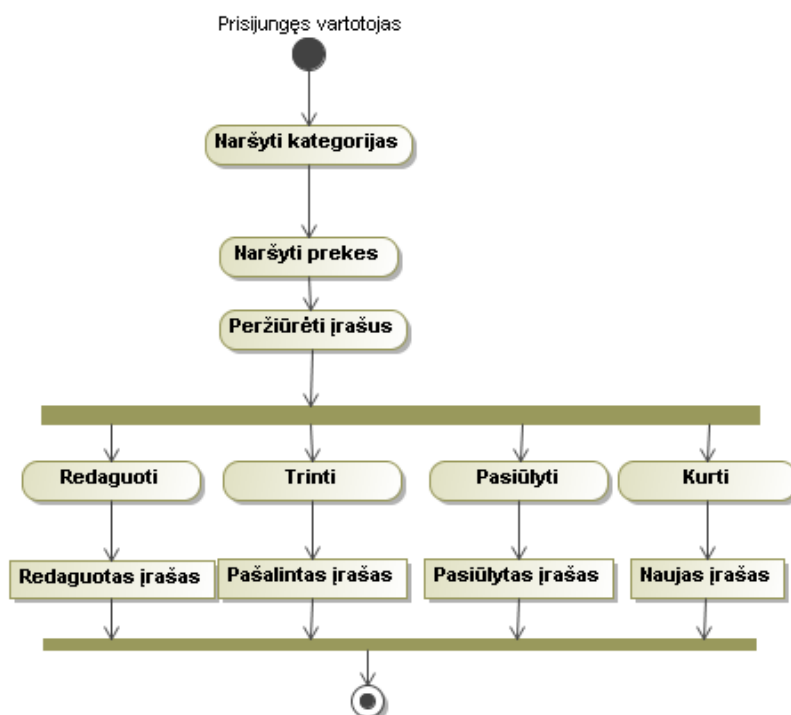 Prisijungęs vartotojas
Naršyti kategorijas
Naršyti prekes
Peržiūrėti įrašus
Redaguoti
Trinti
Pasiūlyti
Kurti
Redaguotas įrašas
Pašalintas įrašas
Pasiūlytas įrašas
Naujas įrašas